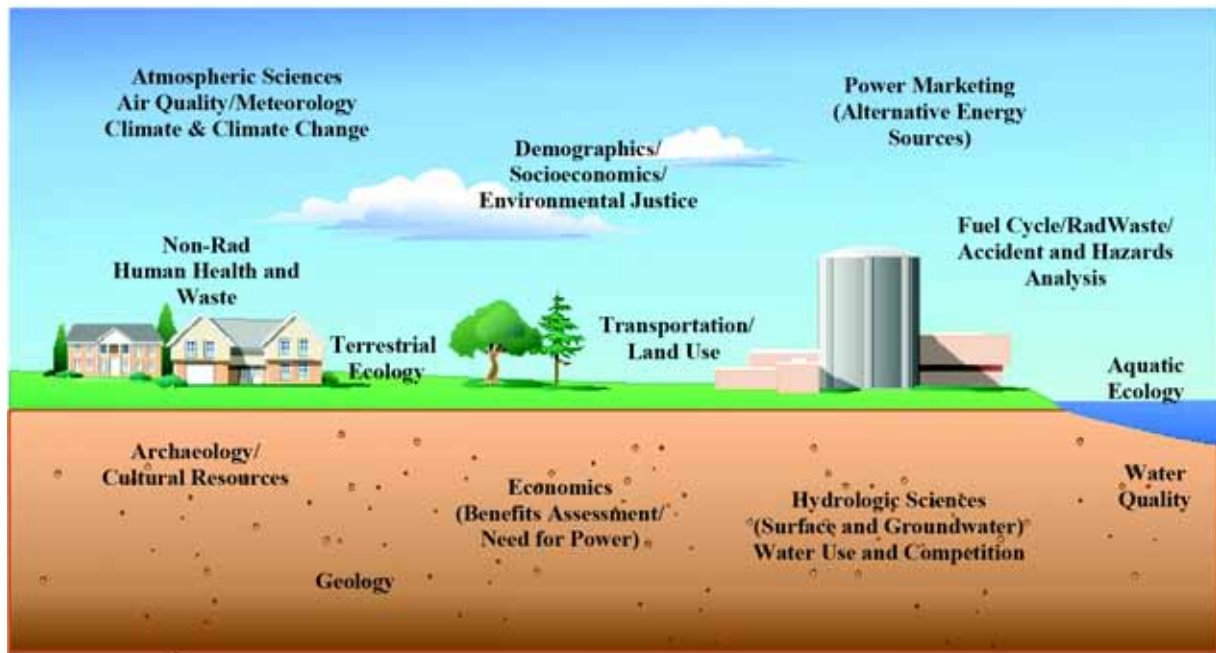 Atmospheric Sciences
Air Quality/Meteorology
Climate & Climate Change
Power Marketing
(Alternative Energy
Sources)
Demographics/
Socioeconomics/
Environmental Justice
Fuel Cycle/RadWaste/
Accident and Hazards
Analysis
Non-Rad
Human Health and
Waste
Transportation/
Land Use
Terrestrial
Ecology
Aquatic
Ecology
Archaeology/
Cultural Resources
Economics
(Benefits Assessment/
Need for Power)
Hydrologic Sciences
(Surface and Groundwater)
Water Use and Competition
Water
Quality
Geology